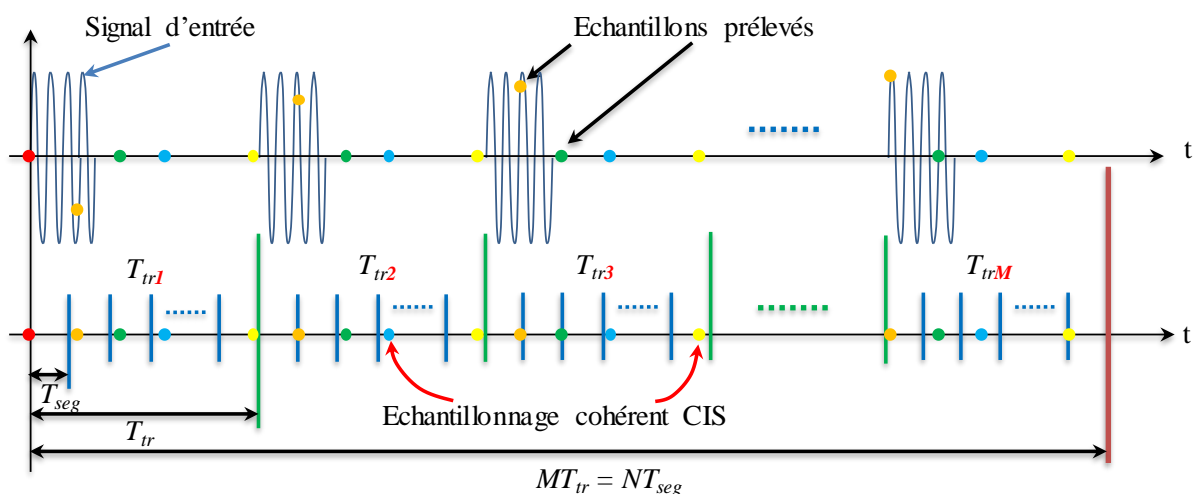 Signal d'entrée
Echantillons prélevés
t
Ttr1
Ttr2
Ttr3
TtrM
t
Tseg
Ttr
Echantillonnage cohérent CIS
MTtr = NTseg